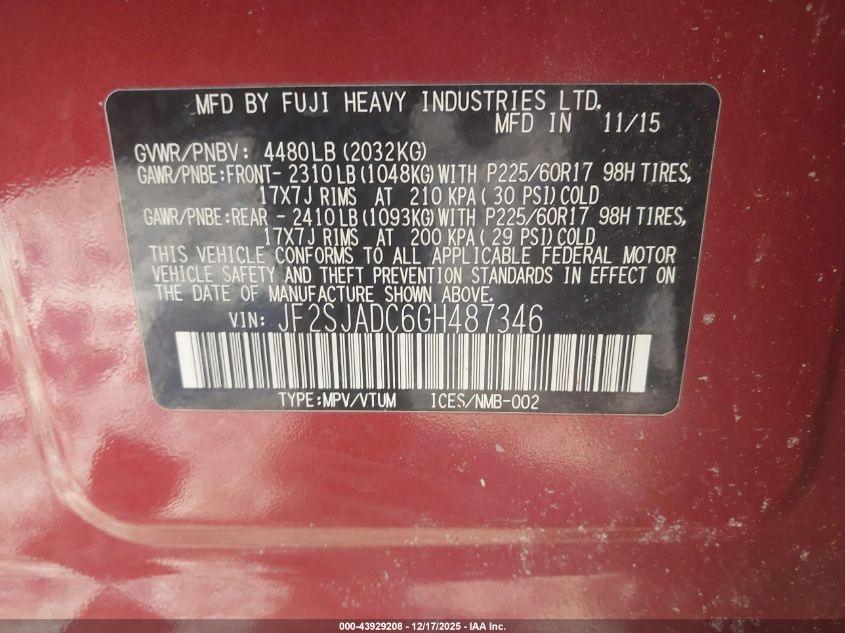 MFD BY FUJI HEAVY INDUSTRIES LTD.
MFD IN 11/15
GVWR/PNBV: 4480LB(2032KG)
GAWR/PNBE:FRONT- 2310LB(1048KG)WITH P225/60R17 98H TIRES,
17X7J RIMS AT 210 KPA( 30 PSI)COLD
GAWR/PNBE:REAR - 2410LB(1093KG)WITH P225/60R17 98H TIRES,
17X7J RIMS AT 200 KPA( 29 PSI)COLD
THIS VEHICLE CONFORMS TO ALL APPLICABLE FEDERAL MOTOR
VEHICLE SAFETY AND THEFT PREVENTION STANDARDS IN EFFECT ON
THE DATE OF MANUFACTURE SHOWN ABOVE.
VIN: JF2SJADC6GH487346
TYPE:MPV/VTUM ICES/NMB-002
000-43929208 - 12/17/2025 - IAA Inc.